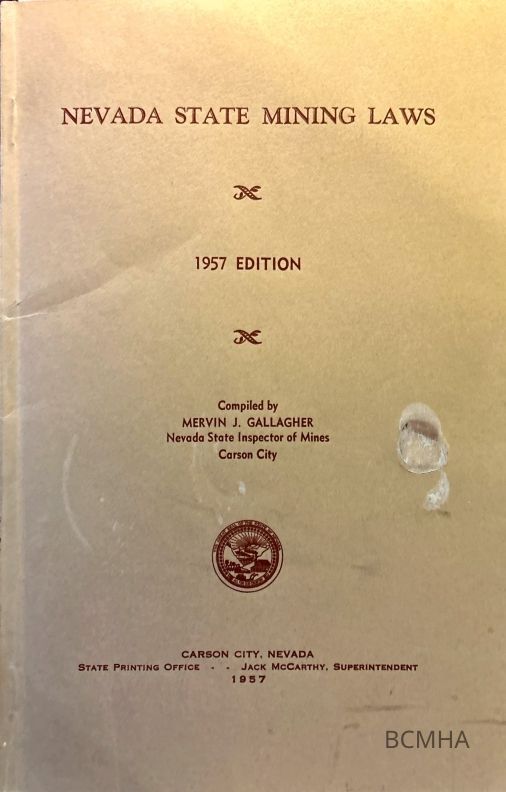 NEVADA STATE MINING LAWS
1957 EDITION
Compiled by
MERVIN J. GALLAGHER
Nevada State Inspector of Mines
Carson City
CARSON CITY, NEVADA
STATE PRINTING OFFICE - - JACK MCCARTHY, SUPERINTENDENT
1957
BCMHA